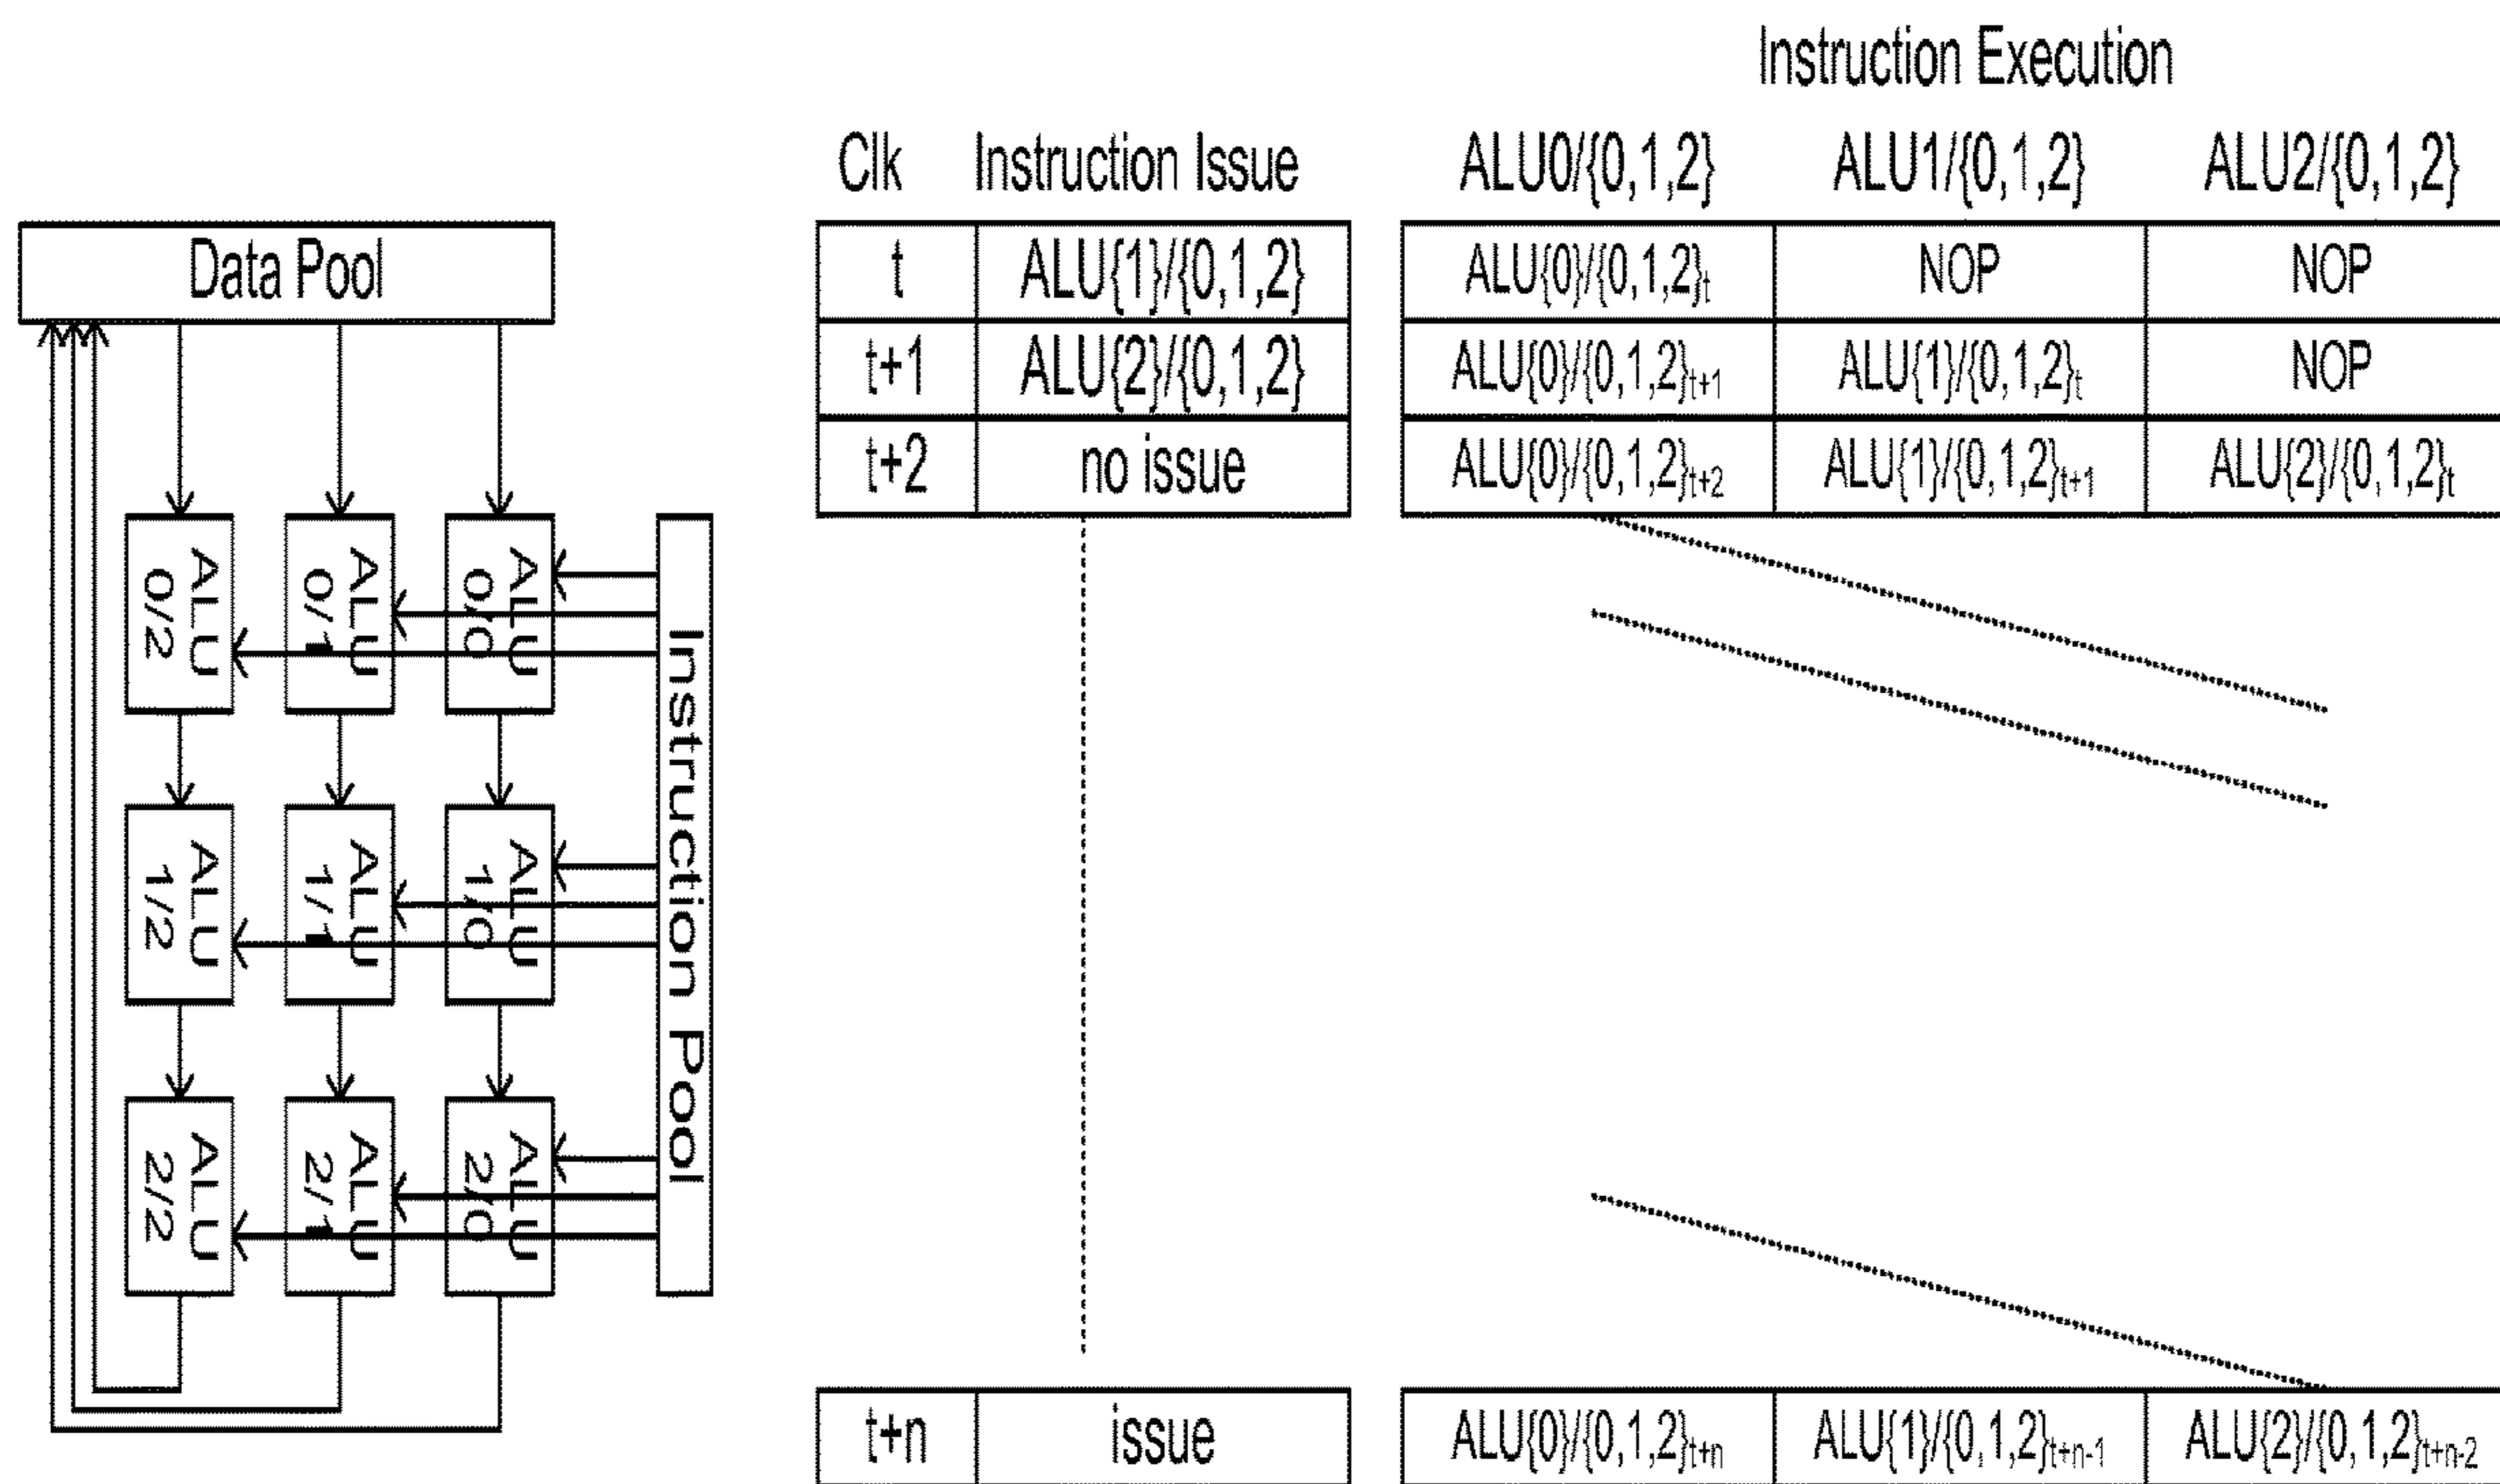 Instruction Execution
Clk Instruction Issue ALU0/{0,1,2} ALU1/{0,1,2} ALU2/{0,1,2}
Data Pool
t ALU{1}/{0,1,2} ALU{0}/{0,1,2}t NOP NOP
t+1 ALU{2}/{0,1,2} ALU{0}/{0,1,2}t+1 ALU{1}/{0,1,2}t NOP
t+2 no issue ALU{0}/{0,1,2}t+2 ALU{1}/{0,1,2}t+1 ALU{2}/{0,1,2}t
ALU
0/2
ALU
0/1
ALU
0/0
Instruction Pool
ALU
1/2
ALU
1/1
ALU
1/0
ALU
2/2
ALU
2/1
ALU
2/0
t+n issue ALU{0}/{0,1,2}t+n ALU{1}/{0,1,2}t+n-1 ALU{2}/{0,1,2}t+n-2